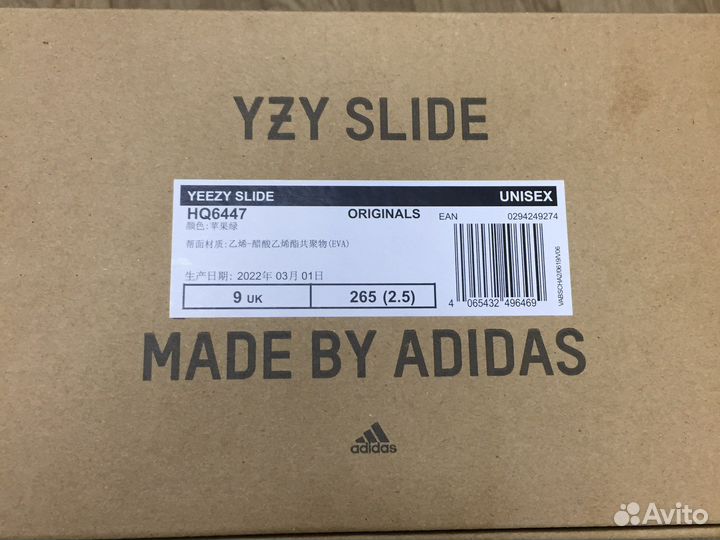 YZY SLIDE
YEEZY SLIDE UNISEX
HQ6447 ORIGINALS EAN 0294249274
颜色:苹果绿
帮面材质:乙烯-醋酸乙烯酯共聚物(EVA)
生产日期: 2022年 03月 01日
9 UK 265 (2.5)
4 065432 496469
VABSCHAZ/0619/V/06
MADE BY ADIDAS
adidas
Avito